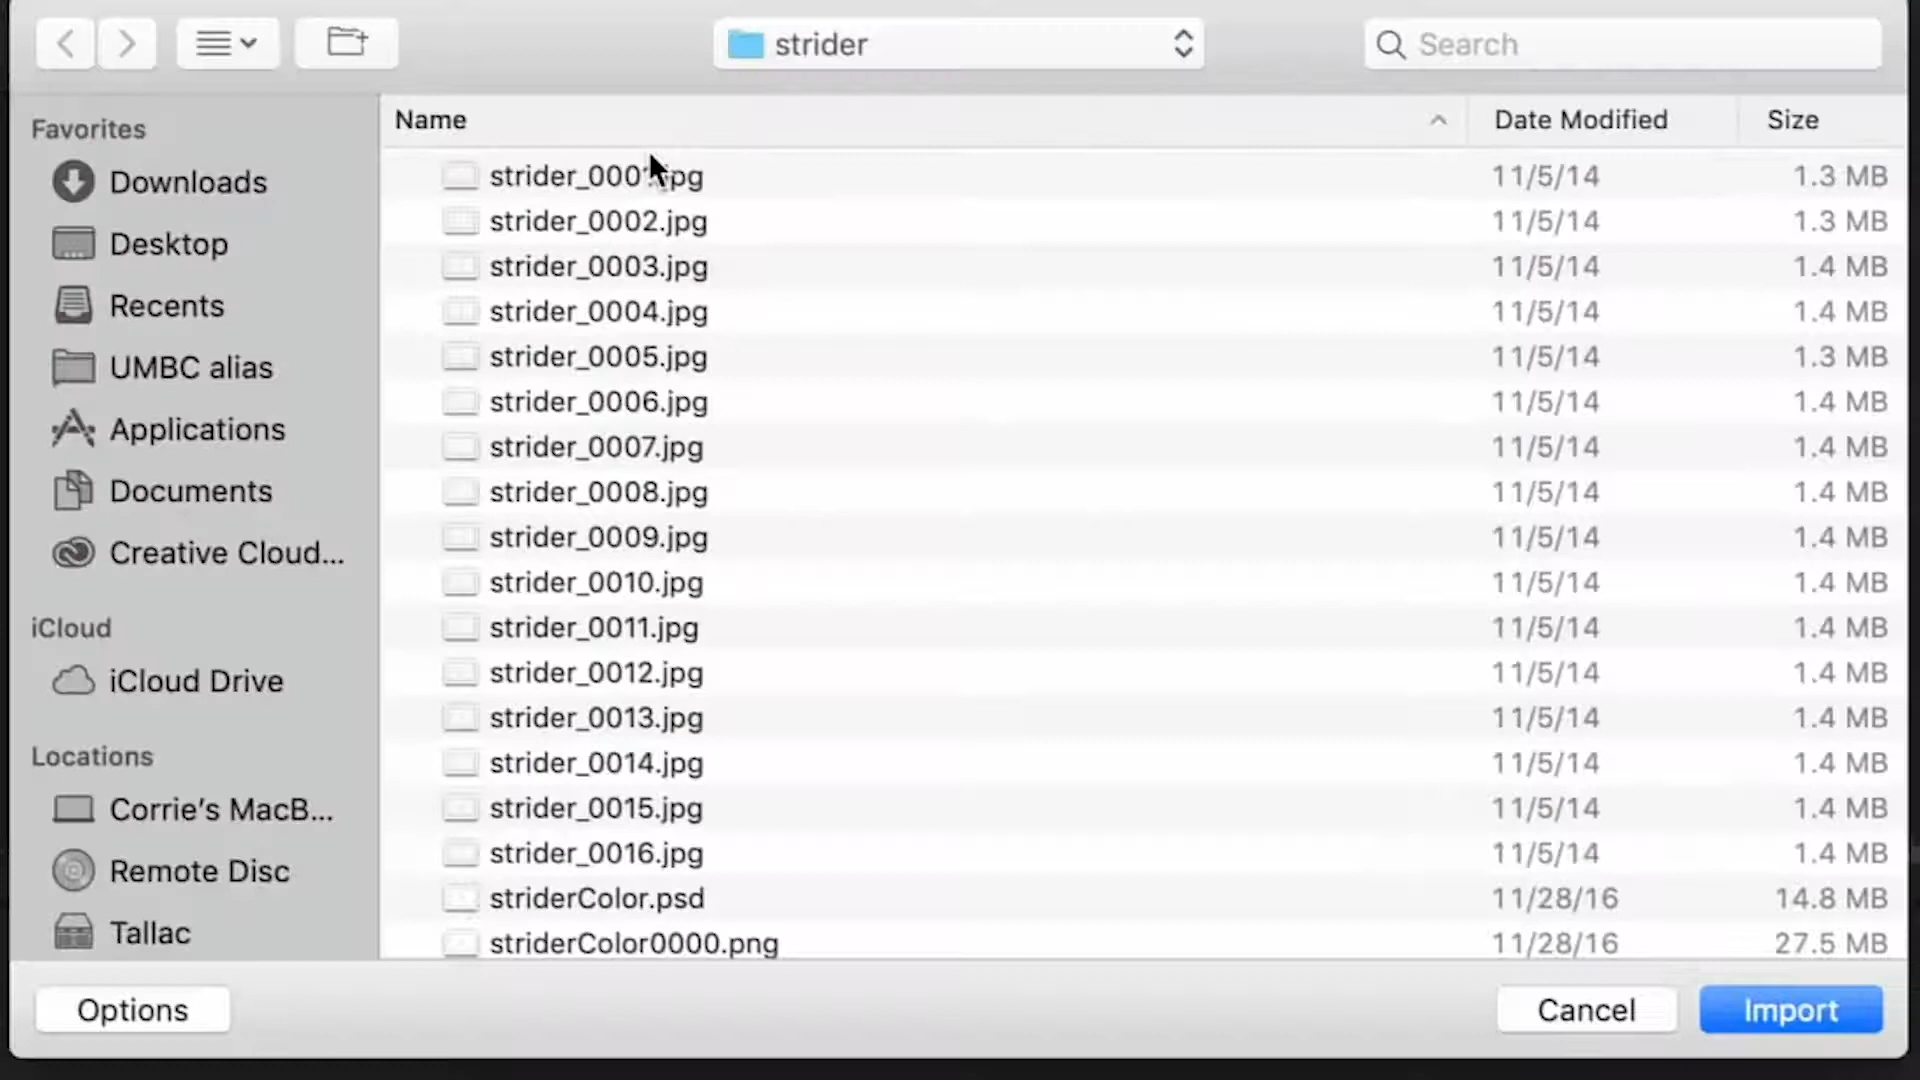 strider
Search
Favorites
Downloads
Desktop
Recents
UMBC alias
Applications
Documents
Creative Cloud...
iCloud
iCloud Drive
Locations
Corrie's MacB...
Remote Disc
Tallac
Name Date Modified Size
strider_0001.jpg 11/5/14 1.3 MB
strider_0002.jpg 11/5/14 1.3 MB
strider_0003.jpg 11/5/14 1.4 MB
strider_0004.jpg 11/5/14 1.4 MB
strider_0005.jpg 11/5/14 1.3 MB
strider_0006.jpg 11/5/14 1.4 MB
strider_0007.jpg 11/5/14 1.4 MB
strider_0008.jpg 11/5/14 1.4 MB
strider_0009.jpg 11/5/14 1.4 MB
strider_0010.jpg 11/5/14 1.4 MB
strider_0011.jpg 11/5/14 1.4 MB
strider_0012.jpg 11/5/14 1.4 MB
strider_0013.jpg 11/5/14 1.4 MB
strider_0014.jpg 11/5/14 1.4 MB
strider_0015.jpg 11/5/14 1.4 MB
strider_0016.jpg 11/5/14 1.4 MB
striderColor.psd 11/28/16 14.8 MB
striderColor0000.png 11/28/16 27.5 MB
Options
Cancel
Import